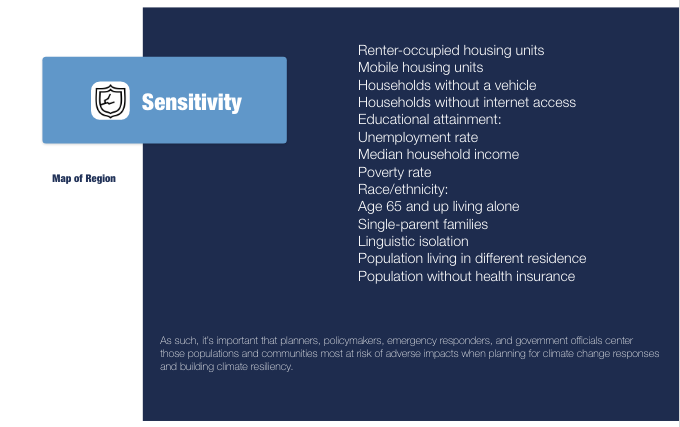 Sensitivity
Map of Region
Renter-occupied housing units
Mobile housing units
Households without a vehicle
Households without internet access
Educational attainment:
Unemployment rate
Median household income
Poverty rate
Race/ethnicity:
Age 65 and up living alone
Single-parent families
Linguistic isolation
Population living in different residence
Population without health insurance
As such, it's important that planners, policymakers, emergency responders, and government officials center
those populations and communities most at risk of adverse impacts when planning for climate change responses
and building climate resiliency.